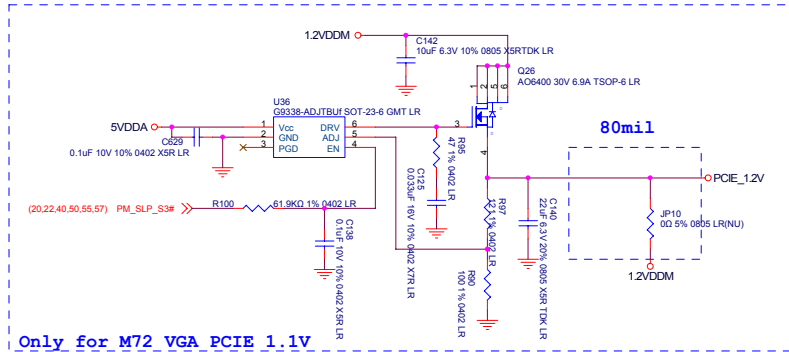 1.2VDDM
C142
10uF 6.3V 10% 0805 X5RTDK LR
Q26
AO6400 30V 6.9A TSOP-6 LR
1
2
5
6
3
4
U36
G9338-ADJTBUf SOT-23-6 GMT LR
5VDDA
1
2
3
Vcc
GND
PGD
DRV
ADJ
EN
6
5
4
C629
0.1uF 10V 10% 0402 X5R LR
R95
47 1% 0402 LR
C125
0.033uF 16V 10% 0402 X7R LR
80mil
PCIE_1.2V
JP10
0Ω 5% 0805 LR(NU)
1.2VDDM
(20,22,40,50,55,57) PM_SLP_S3#
R100
61.9KΩ 1% 0402 LR
C138
0.1uF 10V 10% 0402 X5R LR
R97
1% 0402 LR
C140
22uF 6.3V 20% 0805 X5R TDK LR
R90
100 1% 0402 LR
Only for M72 VGA PCIE 1.1V